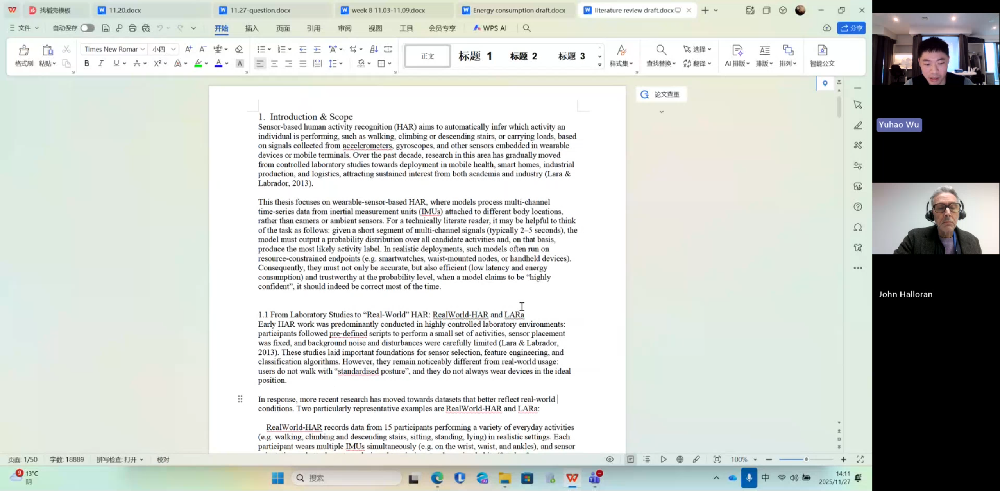 找稻壳模板
11.20.docx
11.27-question.docx
week 8 11.03-11.09.docx
Energy consumption draft.docx
literature review draft.docx
文件
自动保存
开始
插入
页面
引用
审阅
视图
工具
会员专享
WPS AI
分享
格式刷
粘贴
Times New Romar
小四
正文
标题 1
标题 2
标题 3
样式集
查找替换
选择
翻译
AI 排版
排版
排列
智能公文
论文查重
1. Introduction & Scope
Sensor-based human activity recognition (HAR) aims to automatically infer which activity an
individual is performing, such as walking, climbing or descending stairs, or carrying loads, based
on signals collected from accelerometers, gyroscopes, and other sensors embedded in wearable
devices or mobile terminals. Over the past decade, research in this area has gradually moved
from controlled laboratory studies towards deployment in mobile health, smart homes, industrial
production, and logistics, attracting sustained interest from both academia and industry (Lara &
Labrador, 2013).
This thesis focuses on wearable-sensor-based HAR, where models process multi-channel
time-series data from inertial measurement units (IMUs) attached to different body locations,
rather than camera or ambient sensors. For a technically literate reader, it may be helpful to think
of the task as follows: given a short segment of multi-channel signals (typically 2–5 seconds), the
model must output a probability distribution over all candidate activities and, on that basis,
produce the most likely activity label. In realistic deployments, such models often run on
resource-constrained endpoints (e.g. smartwatches, waist-mounted nodes, or handheld devices).
Consequently, they must not only be accurate, but also efficient (low latency and energy
consumption) and trustworthy at the probability level, when a model claims to be “highly
confident”, it should indeed be correct most of the time.
1.1 From Laboratory Studies to “Real-World” HAR: RealWorld-HAR and LARa
Early HAR work was predominantly conducted in highly controlled laboratory environments:
participants followed pre-defined scripts to perform a small set of activities, sensor placement
was fixed, and background noise and disturbances were carefully limited (Lara & Labrador,
2013). These studies laid important foundations for sensor selection, feature engineering, and
classification algorithms. However, they remain noticeably different from real-world usage:
users do not walk with “standardised posture”, and they do not always wear devices in the ideal
position.
In response, more recent research has moved towards datasets that better reflect real-world
conditions. Two particularly representative examples are RealWorld-HAR and LARa:
RealWorld-HAR records data from 15 participants performing a variety of everyday activities
(e.g. walking, climbing and descending stairs, sitting, standing, lying) in realistic settings. Each
participant wears multiple IMUs simultaneously (e.g. on the wrist, waist, and ankles), and sensor
Yuhao Wu
John Halloran
页面: 1/50
字数: 18889
拼写检查: 打开
校对
100%
9
13°C
阴
搜索
中
14:11
2025/11/27